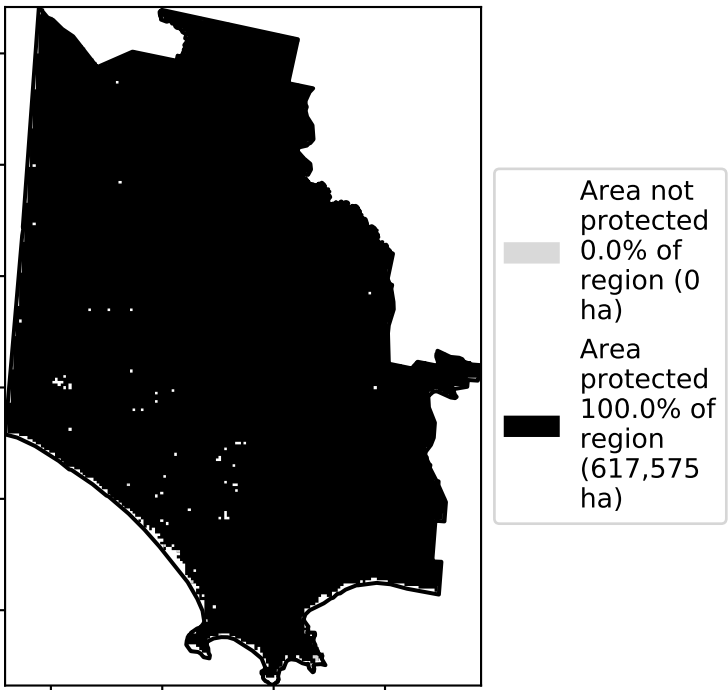 Area not
protected
0.0% of
region (0
ha)
Area
protected
100.0% of
region
(617,575
ha)